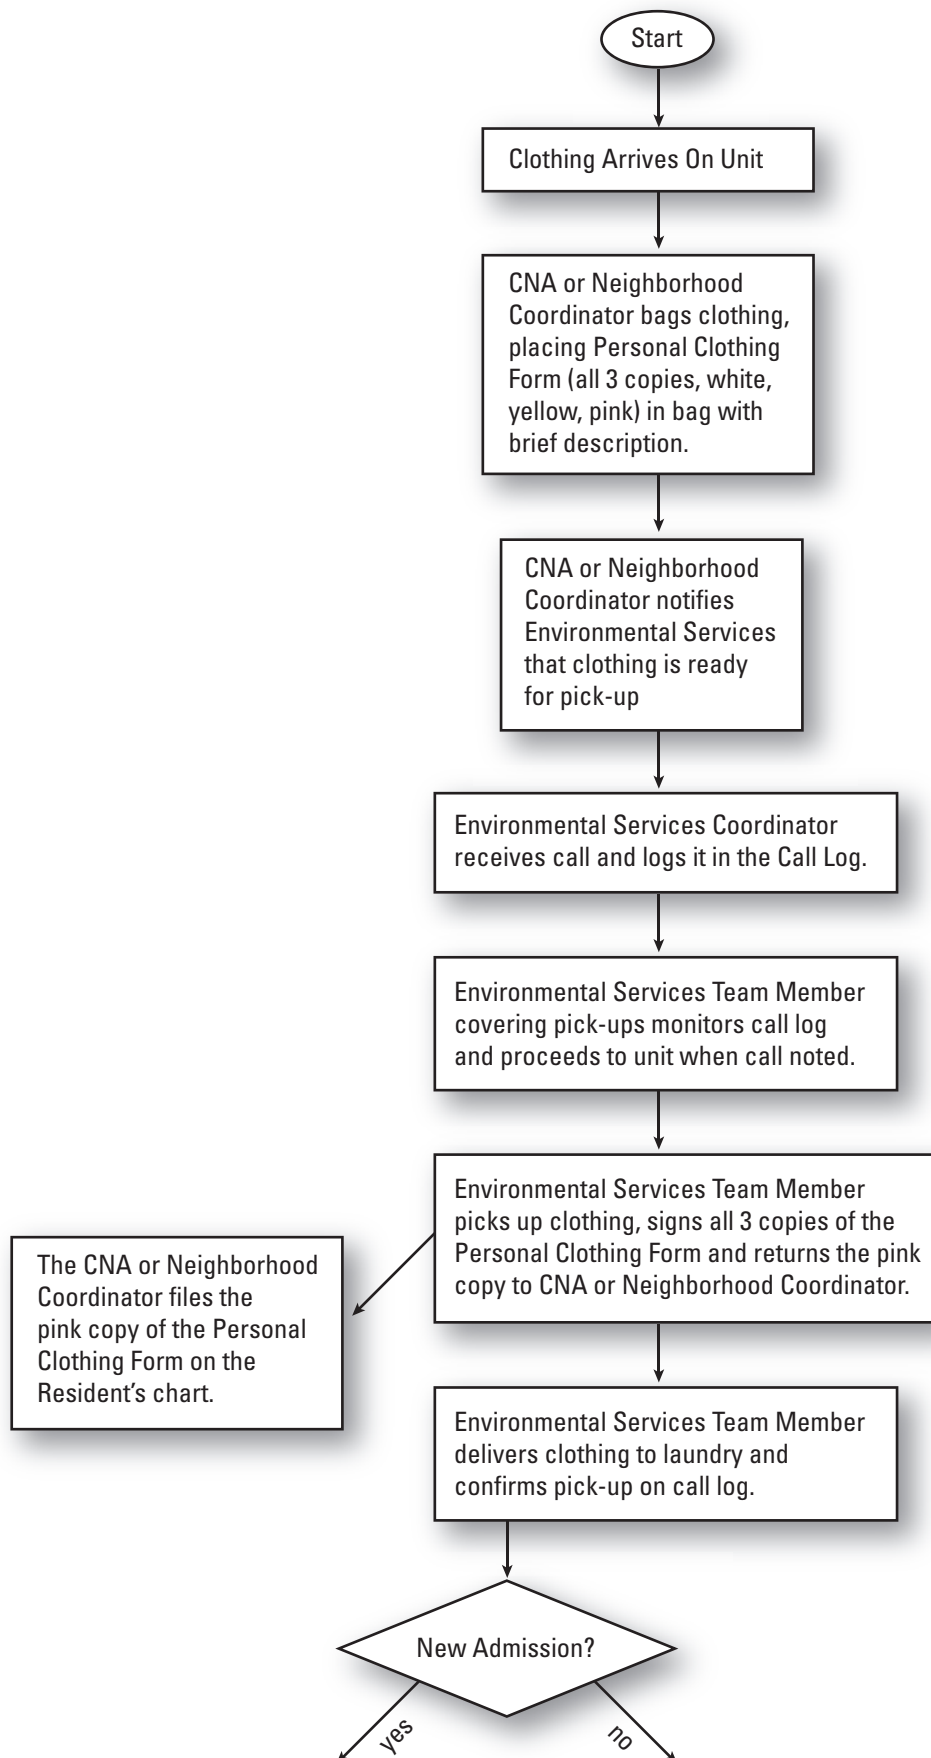 Start
Clothing Arrives On Unit
CNA or Neighborhood
Coordinator bags clothing,
placing Personal Clothing
Form (all 3 copies, white,
yellow, pink) in bag with
brief description.
CNA or Neighborhood
Coordinator notifies
Environmental Services
that clothing is ready
for pick-up
Environmental Services Coordinator
receives call and logs it in the Call Log.
Environmental Services Team Member
covering pick-ups monitors call log
and proceeds to unit when call noted.
Environmental Services Team Member
picks up clothing, signs all 3 copies of the
Personal Clothing Form and returns the pink
copy to CNA or Neighborhood Coordinator.
The CNA or Neighborhood
Coordinator files the
pink copy of the Personal
Clothing Form on the
Resident’s chart.
Environmental Services Team Member
delivers clothing to laundry and
confirms pick-up on call log.
New Admission?
yes
no